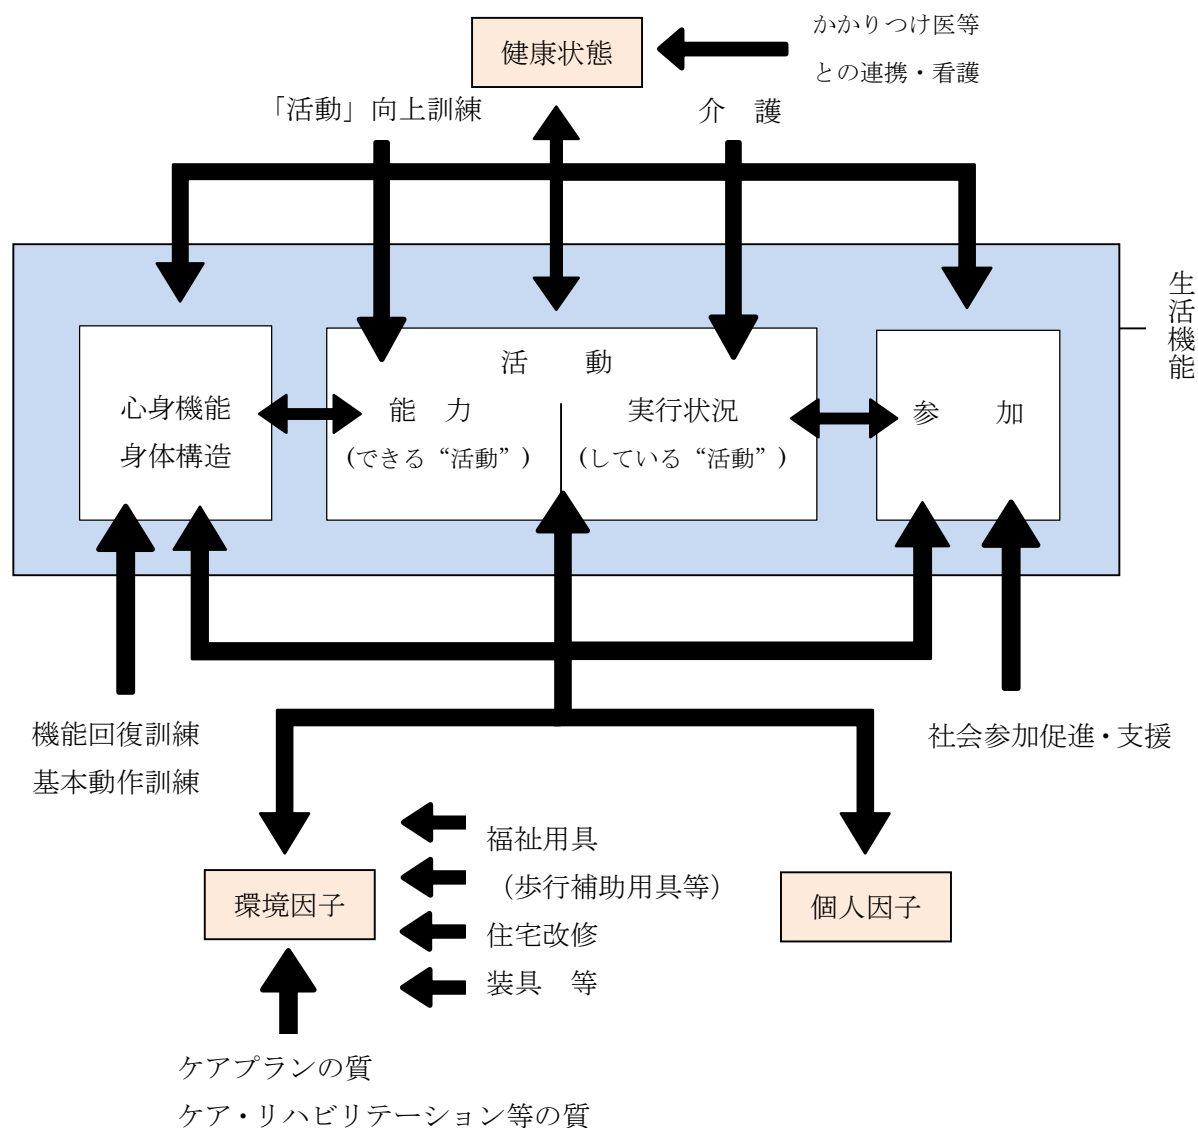 健康状態
かかりつけ医等
との連携・看護
「活動」向上訓練
介　護
生活機能
心身機能
身体構造
活　　動
能　力
(できる“活動”)
実行状況
(している“活動”)
参　　加
機能回復訓練
基本動作訓練
社会参加促進・支援
環境因子
福祉用具
（歩行補助用具等）
住宅改修
装具　等
個人因子
ケアプランの質
ケア・リハビリテーション等の質